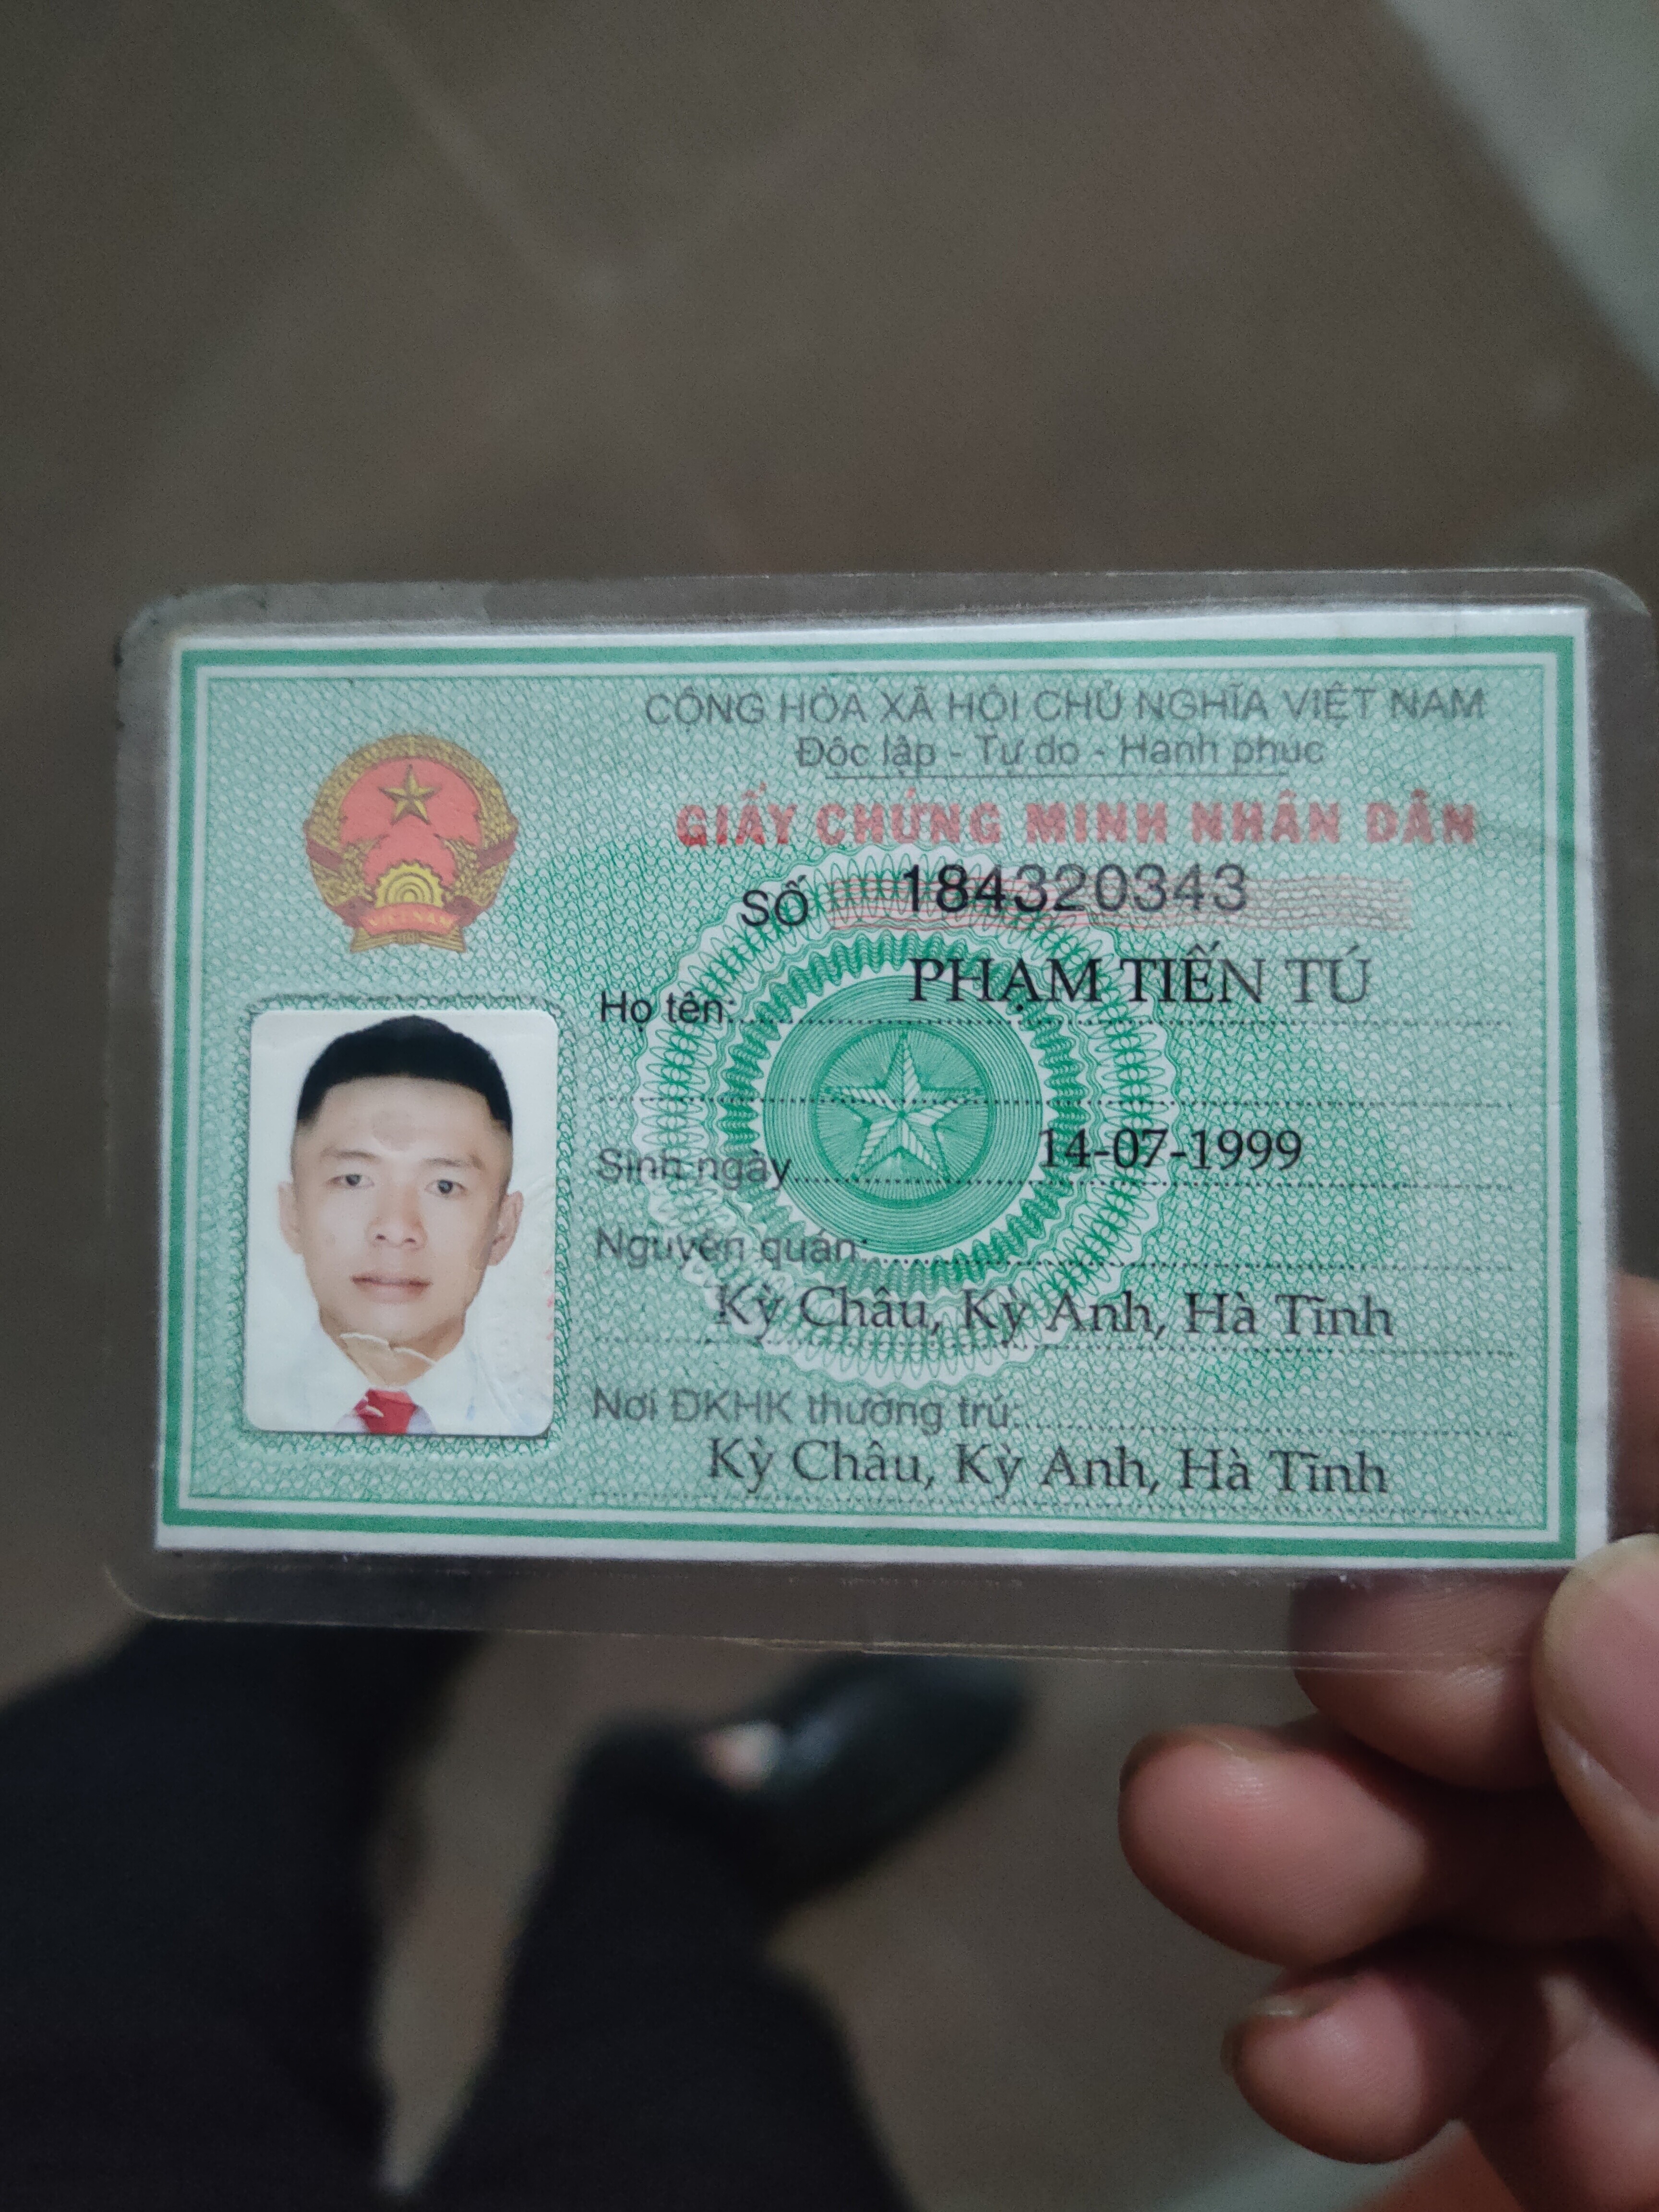 CỘNG HÒA XÃ HỘI CHỦ NGHĨA VIỆT NAM
Độc lập - Tự do - Hạnh phúc
GIẤY CHỨNG MINH NHÂN DÂN
SỐ 184320343
Họ tên: PHẠM TIẾN TÚ
Sinh ngày 14-07-1999
Nguyên quán:
Kỳ Châu, Kỳ Anh, Hà Tĩnh
Nơi ĐKHK thường trú:
Kỳ Châu, Kỳ Anh, Hà Tĩnh
VIỆT NAM